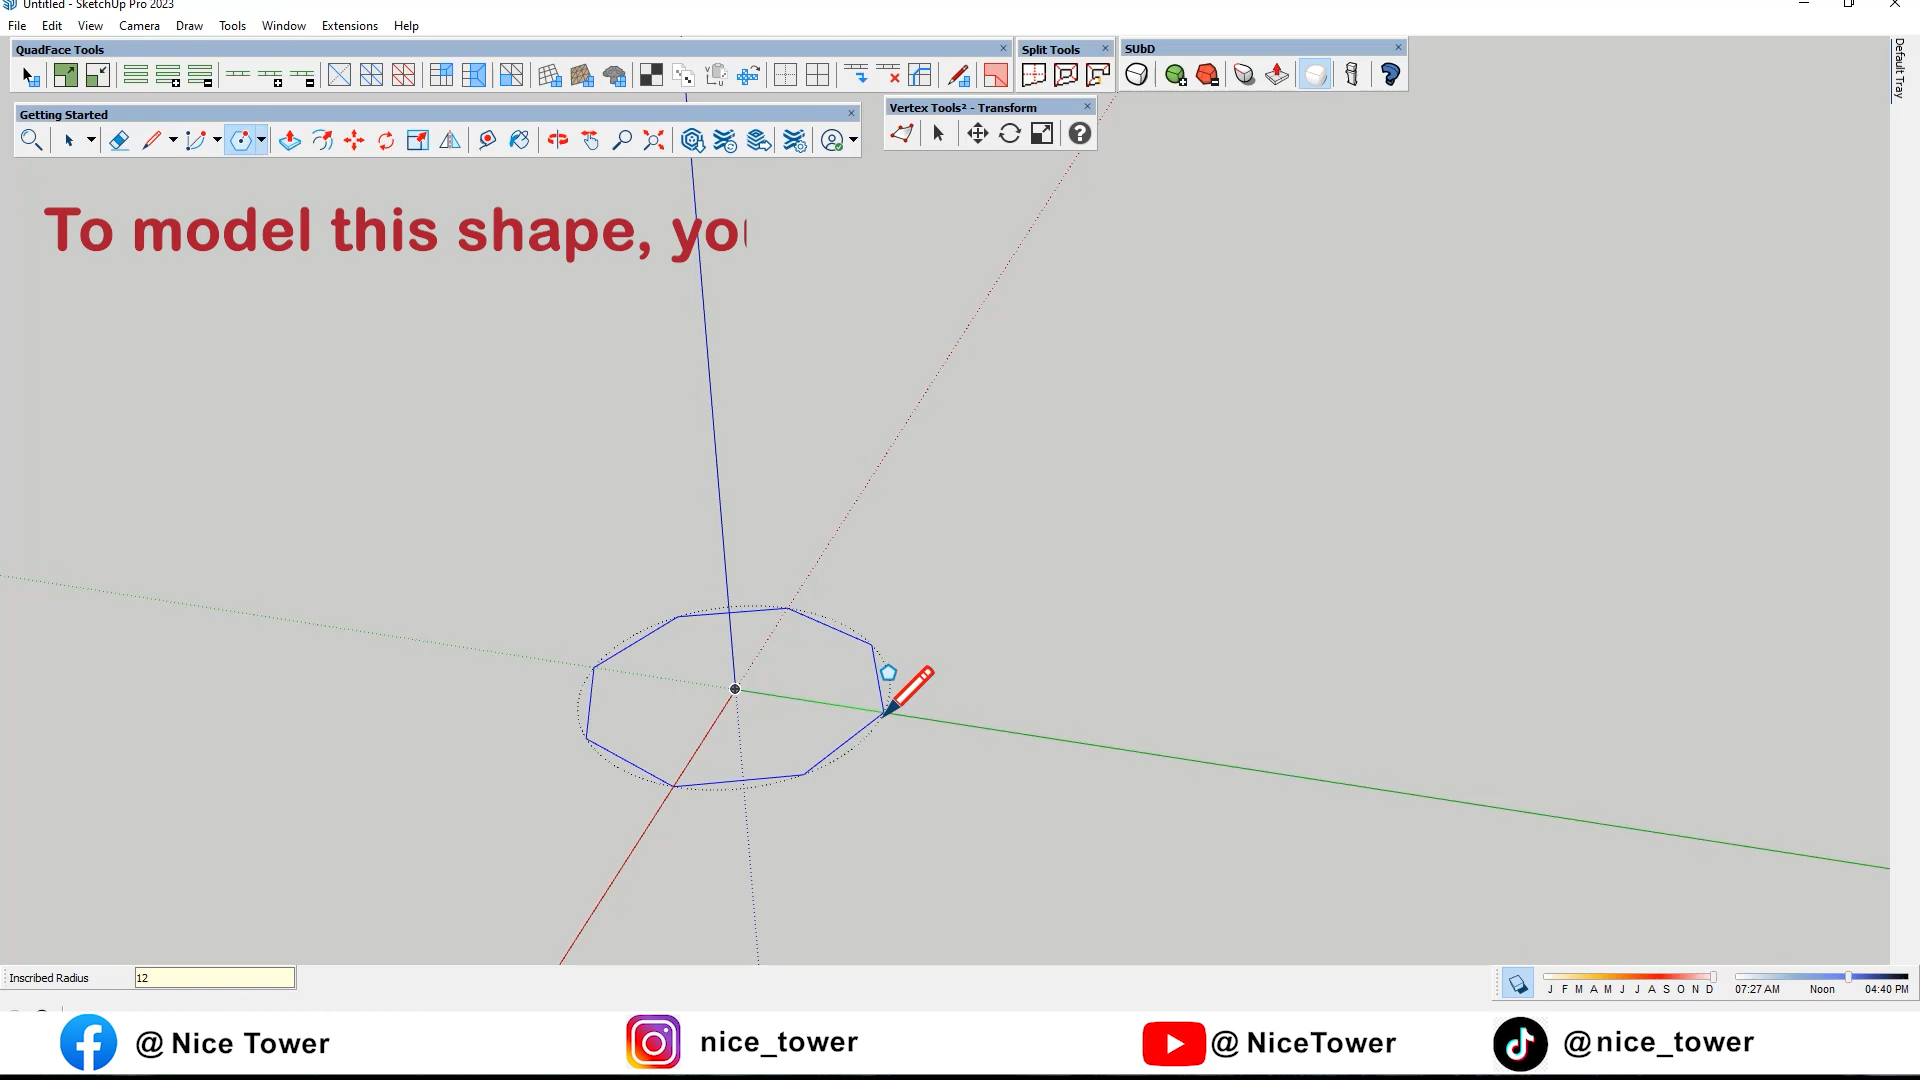 Untitled - SketchUp Pro 2023
File Edit View Camera Draw Tools Window Extensions Help
QuadFace Tools
Split Tools
SUbD
Default Tray
Getting Started
Vertex Tools² - Transform
To model this shape,
Inscribed Radius 12
J F M A M J J A S O N D
07:27 AM Noon 04:40 PM
@ Nice Tower
nice_tower
@ NiceTower
@nice_tower